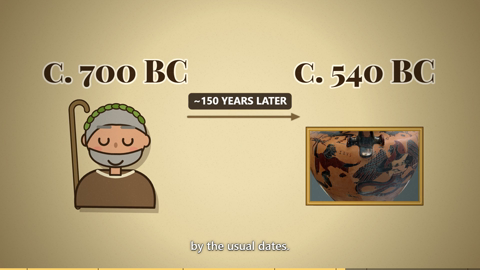 C. 700 BC
C. 540 BC
~150 YEARS LATER
by the usual dates.